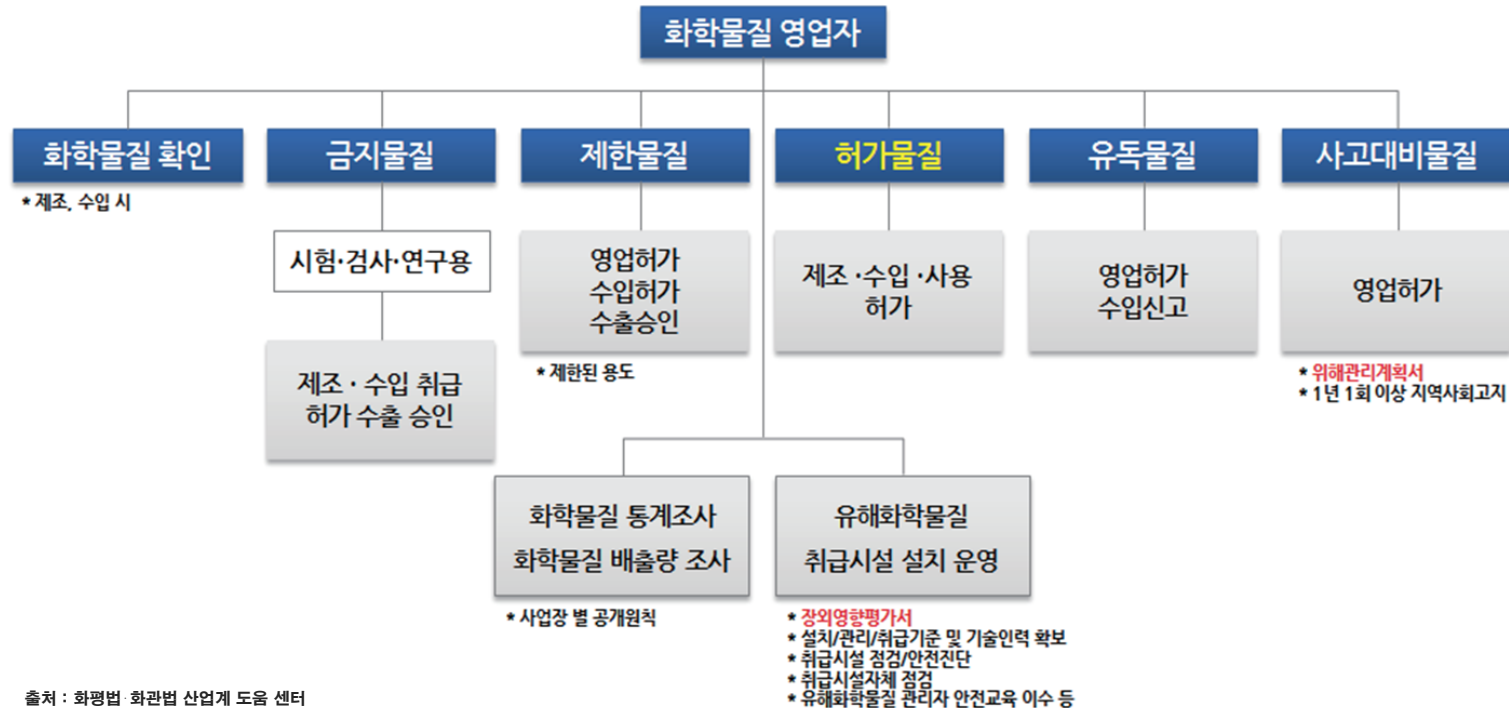 화학물질 영업자
화학물질 확인
* 제조, 수입 시
금지물질
시험·검사·연구용
제조 · 수입 취급
허가 수출 승인
제한물질
영업허가
수입허가
수출승인
* 제한된 용도
허가물질
제조 ·수입 ·사용
허가
유독물질
영업허가
수입신고
사고대비물질
영업허가
* 위해관리계획서
* 1년 1회 이상 지역사회고지
화학물질 통계조사
화학물질 배출량 조사
* 사업장 별 공개원칙
유해화학물질
취급시설 설치 운영
* 장외영향평가서
* 설치/관리/취급기준 및 기술인력 확보
* 취급시설 점검/안전진단
* 취급시설자체 점검
* 유해화학물질 관리자 안전교육 이수 등
출처 : 화평법·화관법 산업계 도움 센터